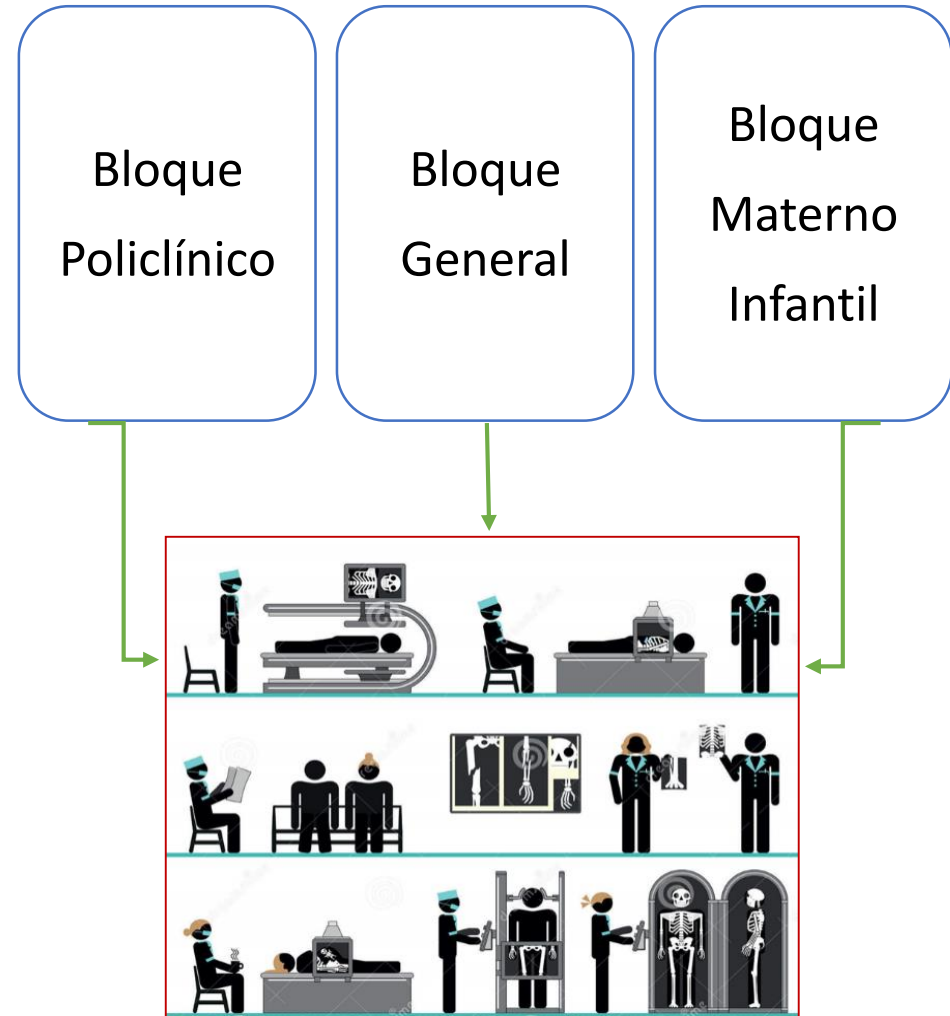 Bloque
Policlínico
Bloque
General
Bloque
Materno
Infantil